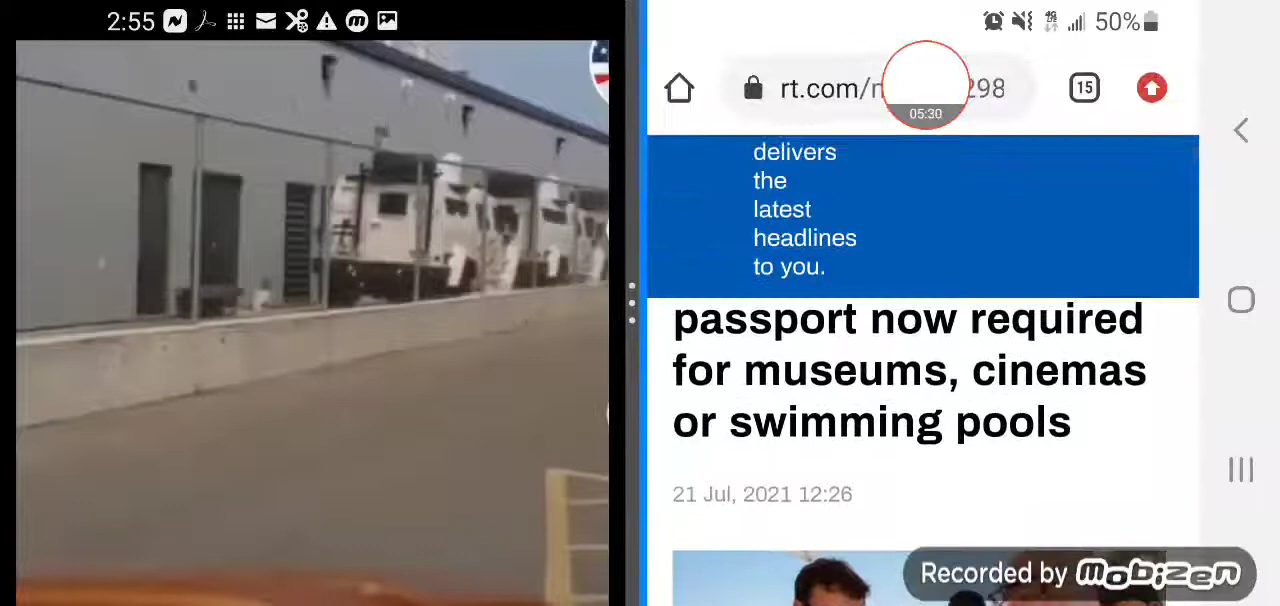 2:55
50%
rt.com/
298
15
05:30
delivers
the
latest
headlines
to you.
passport now required
for museums, cinemas
or swimming pools
21 Jul, 2021 12:26
Recorded by mobizen